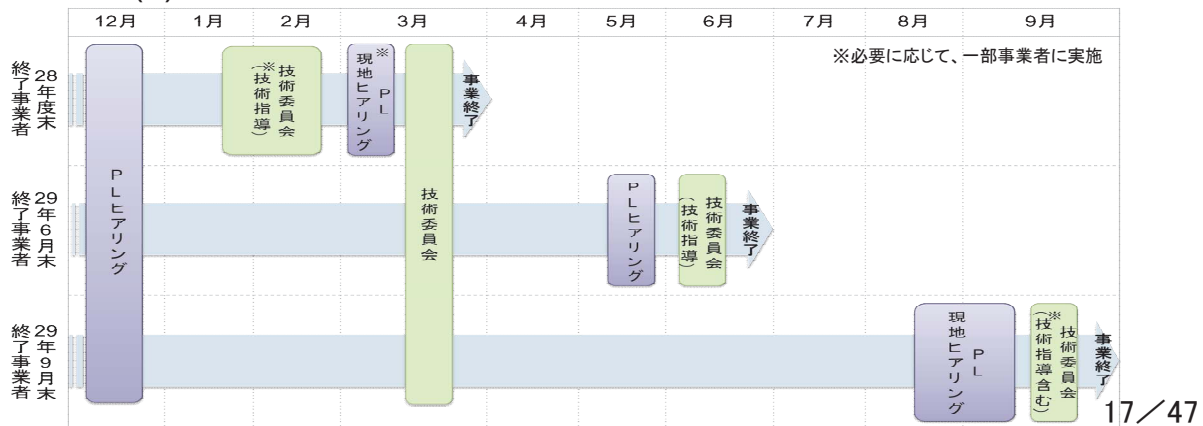 12月 1月 2月 3月 4月 5月 6月 7月 8月 9月
※必要に応じて、一部事業者に実施
28年度末
終了事業者
PLヒアリング
技術委員会
(技術指導)※
PL
現地ヒアリング※
技術委員会
事業終了
29年6月末
終了事業者
PLヒアリング
技術委員会
(技術指導)
事業終了
29年9月末
終了事業者
PL
現地ヒアリング
技術委員会
(技術指導含む)※
事業終了
17/47